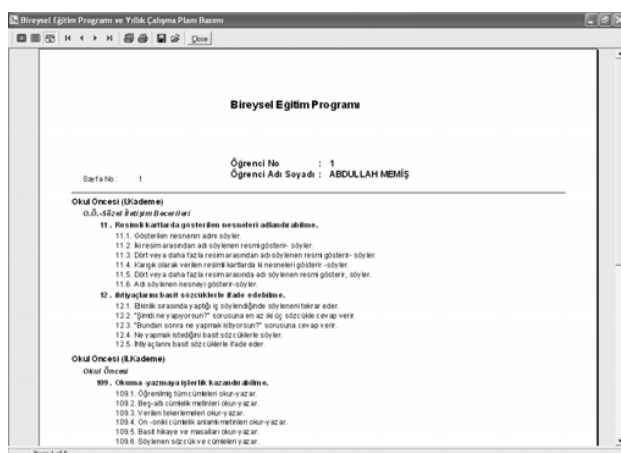 Bireysel Eğitim Programı ve Yıllık Çalışma Planı Basımı
Close
Bireysel Eğitim Programı
Öğrenci No : 1
Sayfa No : 1
Öğrenci Adı Soyadı : ABDULLAH MEMİŞ
Okul Öncesi (I.Kademe)
O.Ö.-Sözel İletişim Becerileri
11 . Resimli kartlarda gösterilen nesneleri adlandırabilme.
11.1. Gösterilen nesnenin adını söyler.
11.2. İki resim arasından adı söylenen resmi gösterir- söyler.
11.3. Dört veya daha fazla resim arasından adı söylenen resmi gösterir- söyler.
11.4. Karışık olarak verilen resimli kartlarda ki nesneleri gösterir -söyler.
11.5. Dört veya daha fazla resim arasında adı söylenen resmi gösterir, söyler.
11.6. Adı söylenen nesneyi gösterir-söyler.
12 . İhtiyaçlarını basit sözcüklerle ifade edebilme.
12.1. Etkinlik sırasında yaptığı iş söylendiğinde söyleneni tekrar eder.
12.2. "Şimdi ne yapıyorsun?" sorusuna en az iki üç sözcükle cevap verir.
12.3. "Bundan sonra ne yapmak istiyorsun?" sorusuna cevap verir.
12.4. Ne yapmak istediğini basit sözcüklerle söyler.
12.5. İhtiyaçlarını basit sözcüklerle ifade eder.
Okul Öncesi (II.Kademe)
Okul Öncesi
109 . Okuma -yazmaya işlerlik kazandırabilme.
109.1. Öğrenilmiş tüm cümleleri okur-yazar.
109.2. Beş-altı cümlelik metinleri okur-yazar.
109.3. Verilen tekerlemeleri okur-yazar.
109.4. On -oniki cümlelik anlamlı metinleri okur-yazar.
109.5. Basit hikaye ve masalları okur-yazar.
109.6. Söylenen sözcük ve cümleleri yazar.